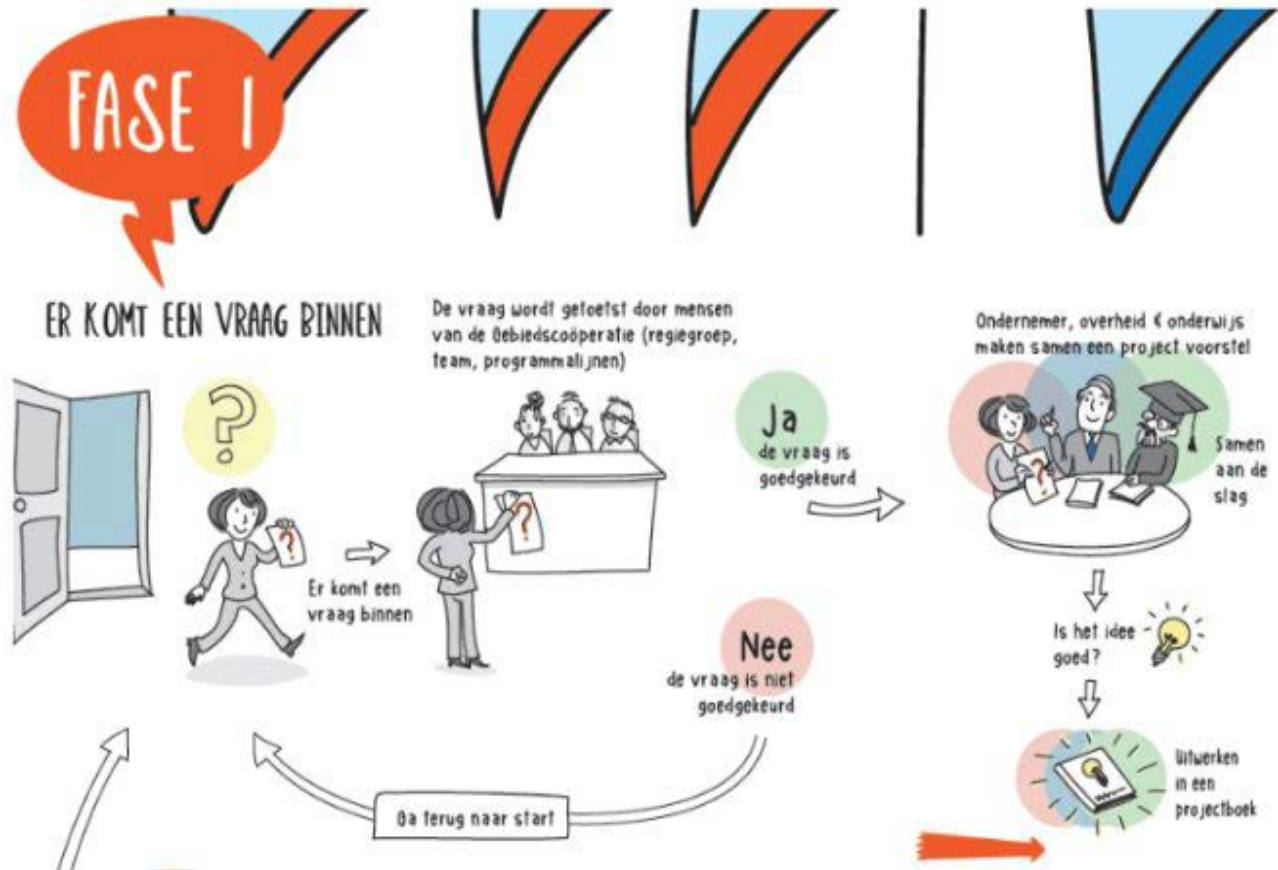 FASE 1
ER KOMT EEN VRAAG BINNEN
?
?
Er komt een
vraag binnen
De vraag wordt getoetst door mensen
van de Gebiedscoöperatie (regiegroep,
team, programmalijnen)
?
Ja
de vraag is
goedgekeurd
Nee
de vraag is niet
goedgekeurd
Ga terug naar start
Ondernemer, overheid & onderwijs
maken samen een project voorstel
?
Samen
aan de
slag
Is het idee
goed?
Uitwerken
in een
projectboek